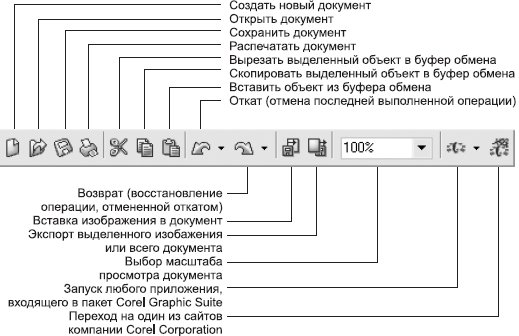 Создать новый документ
Открыть документ
Сохранить документ
Распечатать документ
Вырезать выделенный объект в буфер обмена
Скопировать выделенный объект в буфер обмена
Вставить объект из буфера обмена
Откат (отмена последней выполненной операции)
100%
Возврат (восстановление
операции, отмененной откатом)
Вставка изображения в документ
Экспорт выделенного изобажения
или всего документа
Выбор масштаба
просмотра документа
Запуск любого приложения,
входящего в пакет Corel Graphic Suite
Переход на один из сайтов
компании Corel Corporation